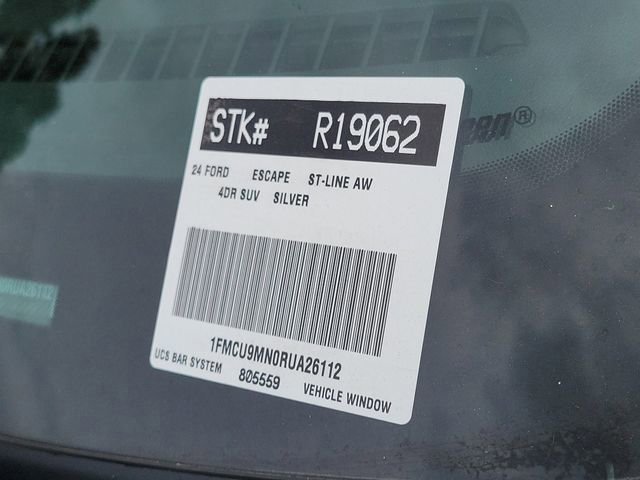 STK# R19062
24 FORD ESCAPE ST-LINE AW
4DR SUV SILVER
1FMCU9MN0RUA26112
UCS BAR SYSTEM 805559 VEHICLE WINDOW